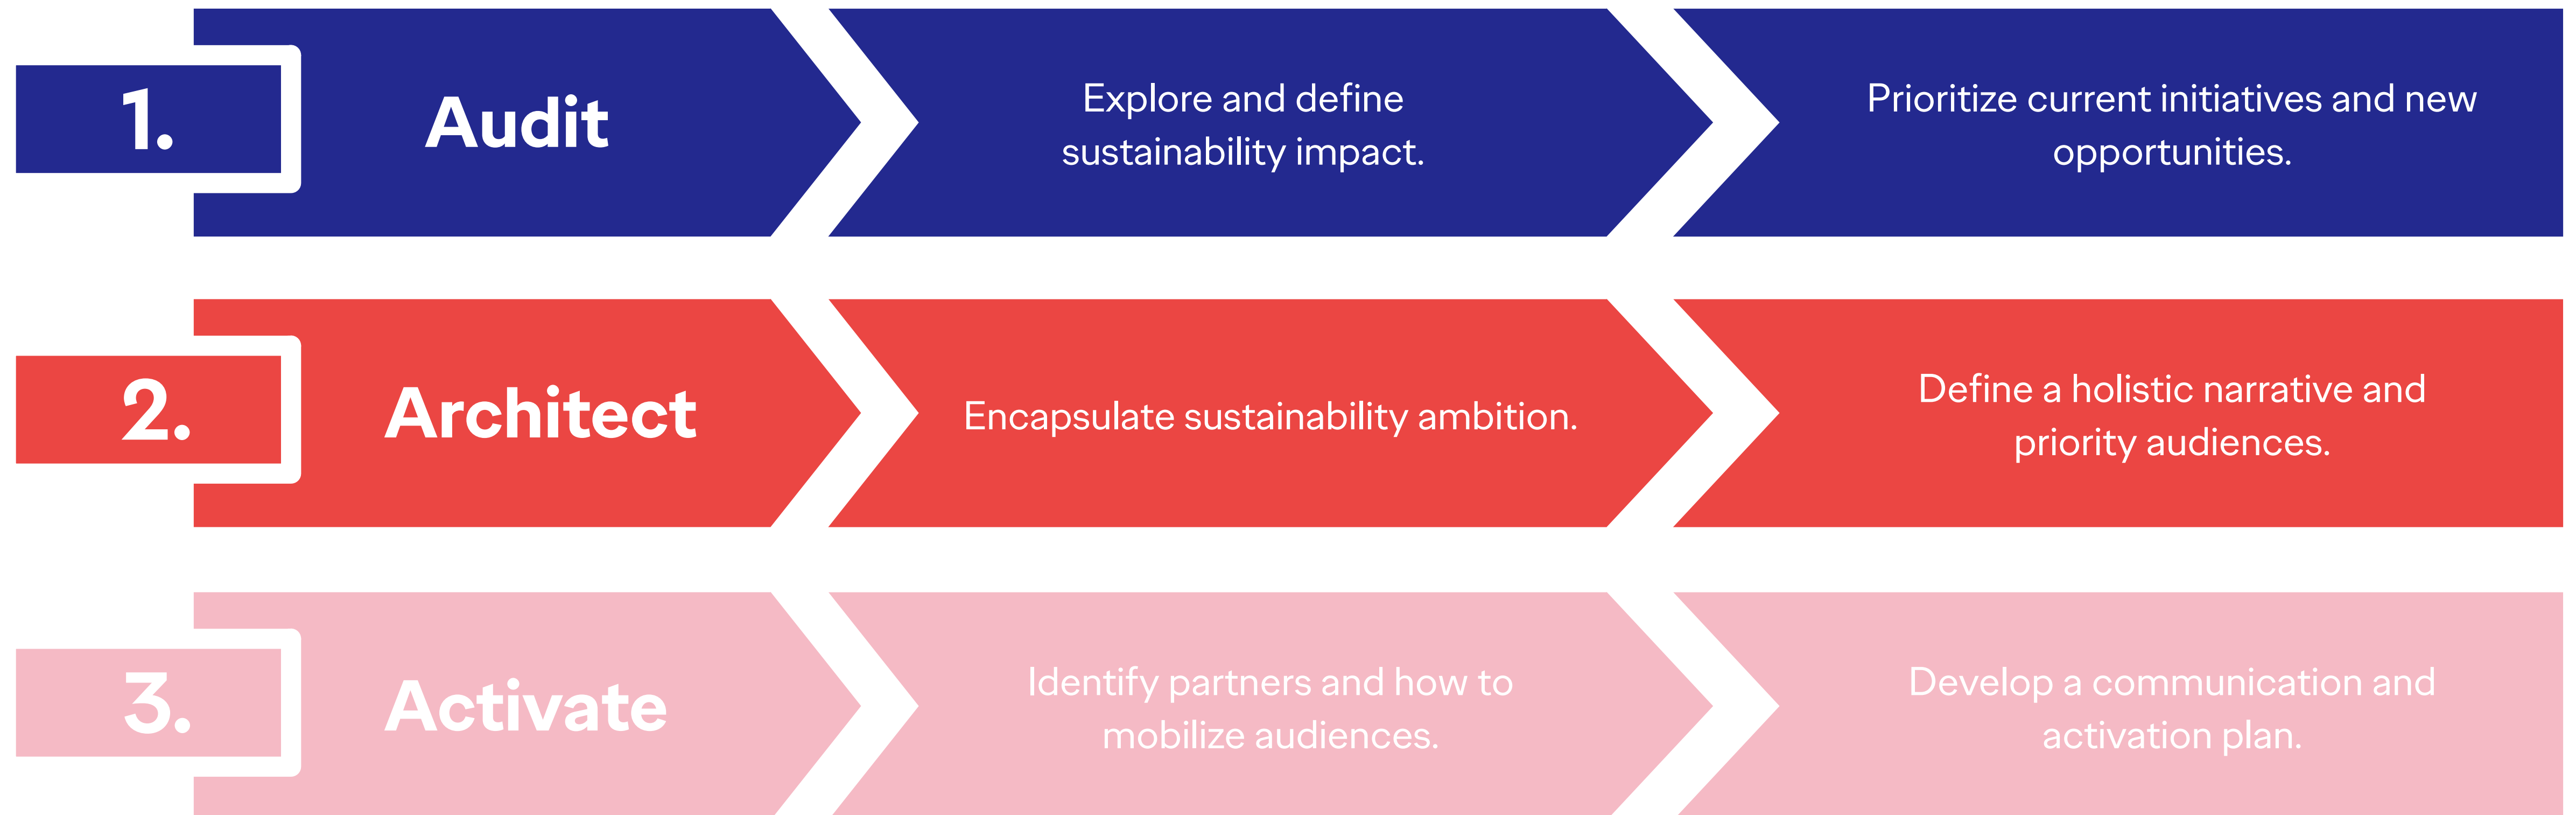 1.
Audit
Explore and define
sustainability impact.
Prioritize current initiatives and new
opportunities.
2.
Architect
Encapsulate sustainability ambition.
Define a holistic narrative and
priority audiences.
3.
Activate
Identify partners and how to
mobilize audiences.
Develop a communication and
activation plan.